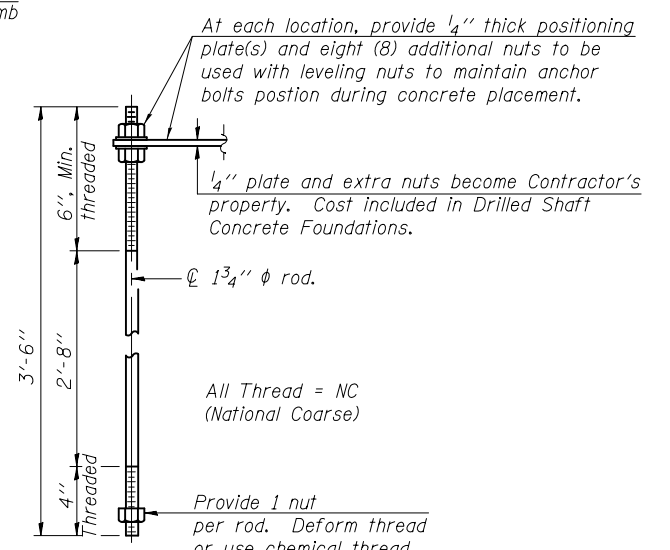 mb
At each location, provide 1/4'' thick positioning
plate(s) and eight (8) additional nuts to be
used with leveling nuts to maintain anchor
bolts postion during concrete placement.
6'', Min.
threaded
1/4'' plate and extra nuts become Contractor's
property. Cost included in Drilled Shaft
Concrete Foundations.
℄ 1 3/4'' ϕ rod.
3'-6''
2'-8''
All Thread = NC
(National Coarse)
4''
Threaded
Provide 1 nut
per rod. Deform thread
or use chemical thread